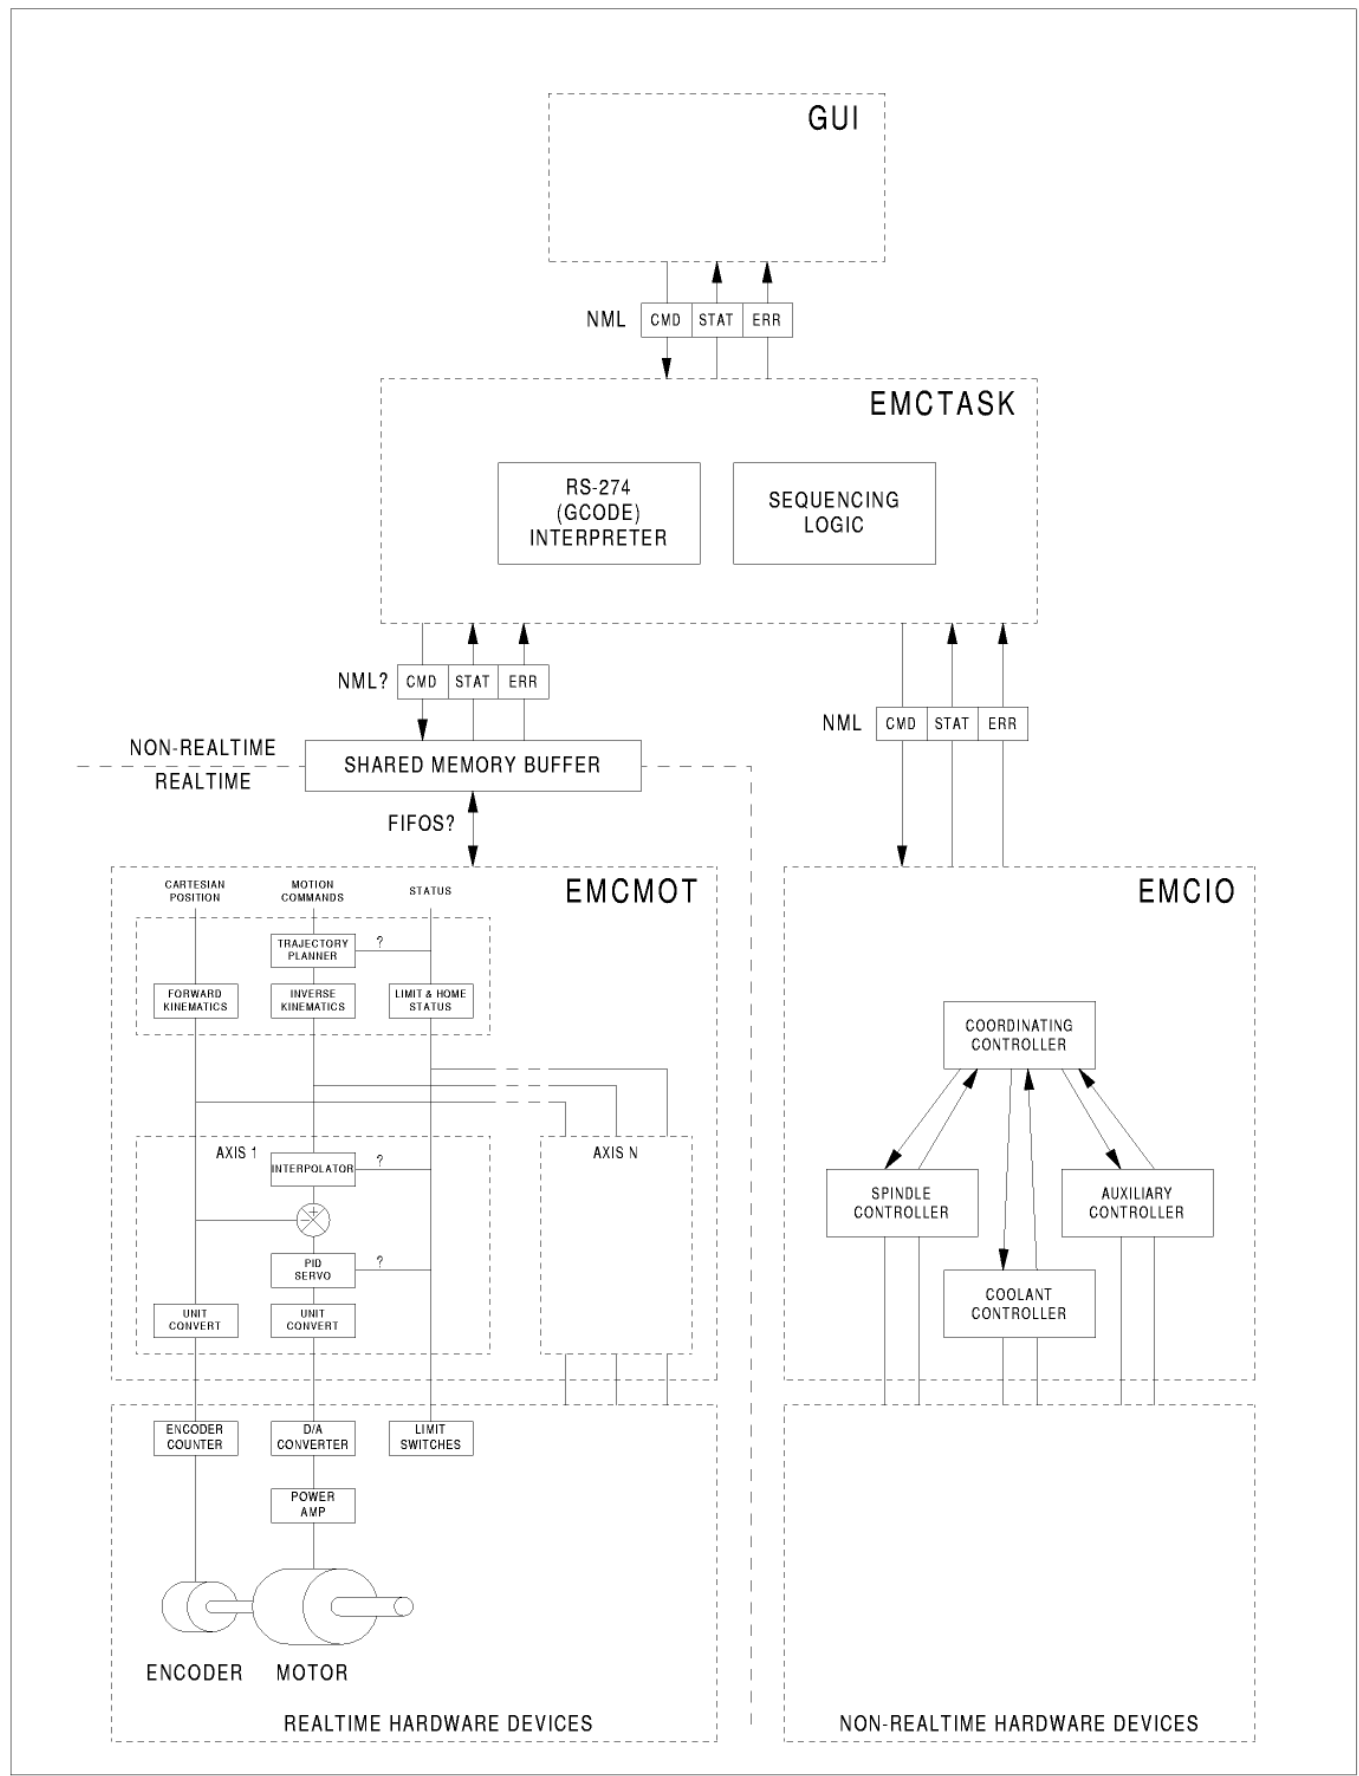 GUI
NML
CMD
STAT
ERR
EMCTASK
RS-274
(GCODE)
INTERPRETER
SEQUENCING
LOGIC
NML?
CMD
STAT
ERR
NML
CMD
STAT
ERR
NON-REALTIME
REALTIME
SHARED MEMORY BUFFER
FIFOS?
EMCMOT
CARTESIAN
POSITION
MOTION
COMMANDS
STATUS
TRAJECTORY
PLANNER
?
FORWARD
KINEMATICS
INVERSE
KINEMATICS
LIMIT & HOME
STATUS
AXIS 1
INTERPOLATOR
?
+
−
PID
SERVO
?
UNIT
CONVERT
UNIT
CONVERT
AXIS N
EMCIO
COORDINATING
CONTROLLER
SPINDLE
CONTROLLER
AUXILIARY
CONTROLLER
COOLANT
CONTROLLER
ENCODER
COUNTER
D/A
CONVERTER
LIMIT
SWITCHES
POWER
AMP
ENCODER
MOTOR
REALTIME HARDWARE DEVICES
NON-REALTIME HARDWARE DEVICES